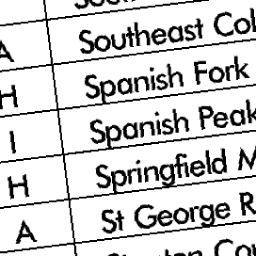 A Southeast Col
H Spanish Fork
I Spanish Peak
H Springfield M
A St George R